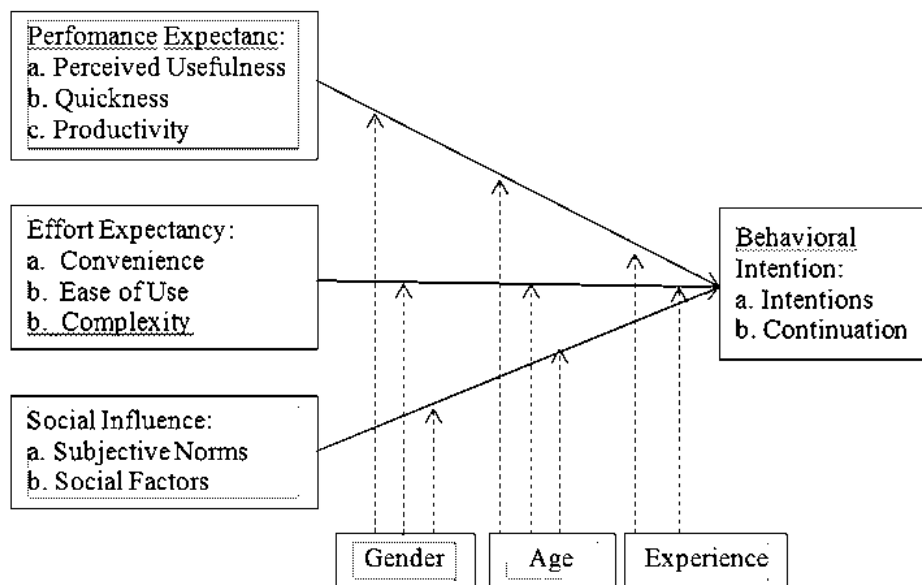 Perfomance Expectanc:
a. Perceived Usefulness
b. Quickness
c. Productivity
Effort Expectancy:
a. Convenience
b. Ease of Use
b. Complexity
Social Influence:
a. Subjective Norms
b. Social Factors
Behavioral
Intention:
a. Intentions
b. Continuation
Gender
Age
Experience